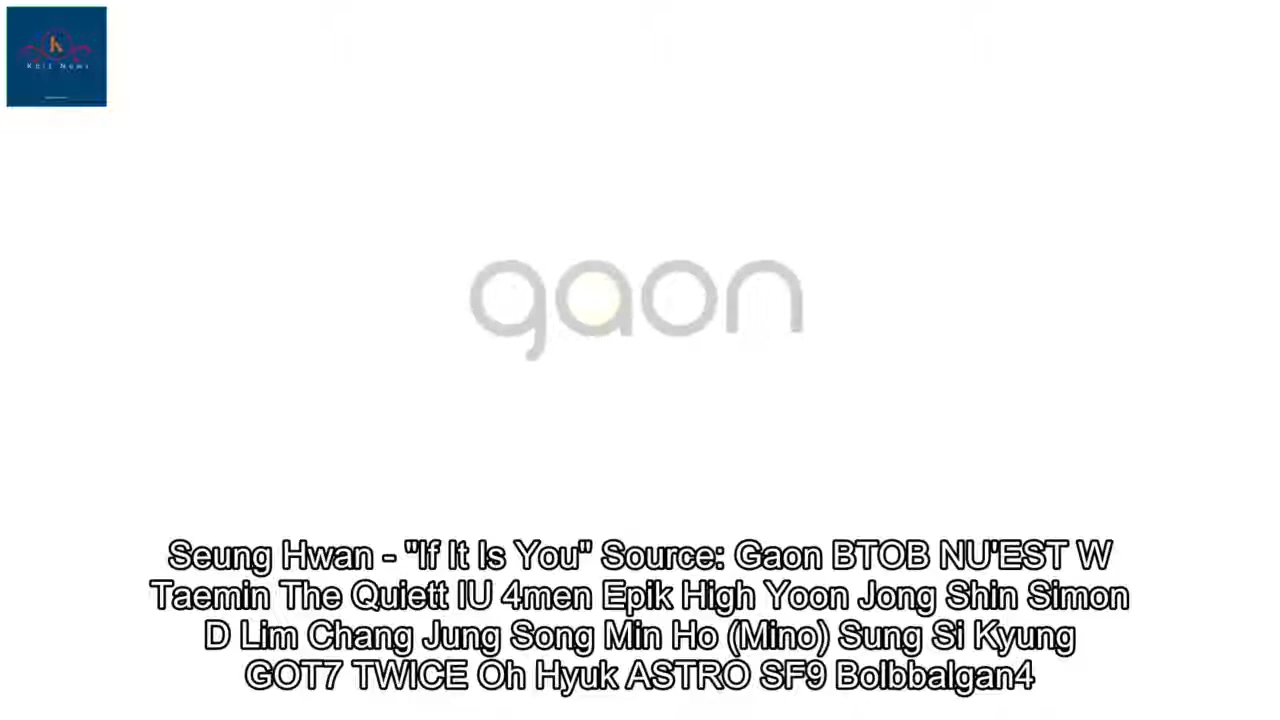 K
KbiZ News
gaon
Seung Hwan - "If It Is You" Source: Gaon BTOB NU'EST W
Taemin The Quiett IU 4men Epik High Yoon Jong Shin Simon
D Lim Chang Jung Song Min Ho (Mino) Sung Si Kyung
GOT7 TWICE Oh Hyuk ASTRO SF9 Bolbbalgan4